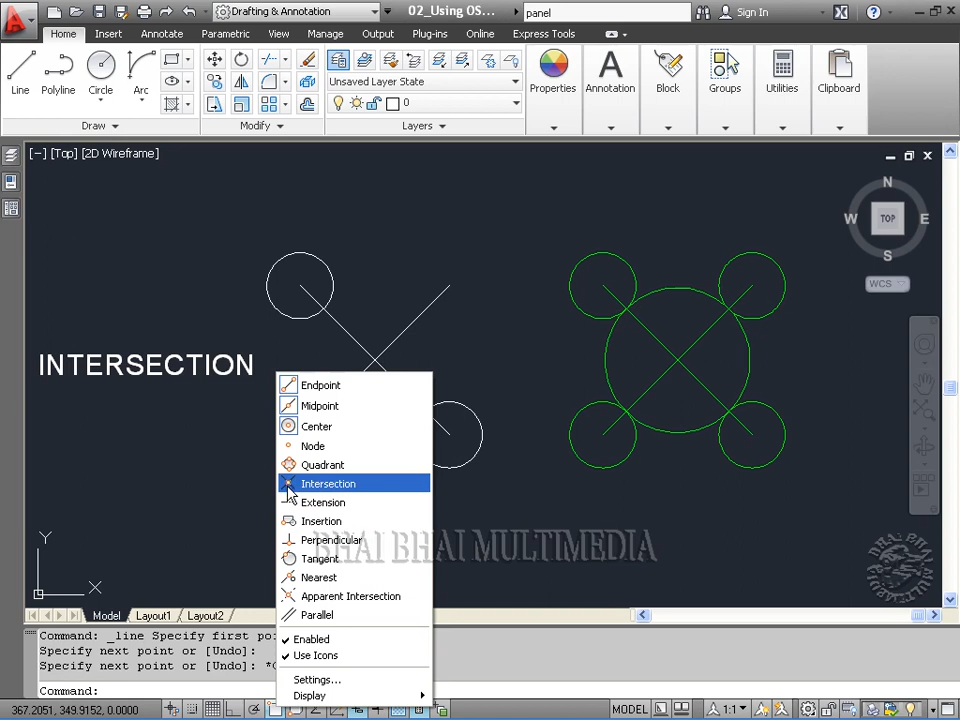 Drafting & Annotation
02_Using OS...
panel
Sign In
Home
Insert
Annotate
Parametric
View
Manage
Output
Plug-ins
Online
Express Tools
Line
Polyline
Circle
Arc
Unsaved Layer State
0
Properties
Annotation
Block
Groups
Utilities
Clipboard
Draw
Modify
Layers
[−] [Top] [2D Wireframe]
N
W
TOP
E
S
WCS
INTERSECTION
Endpoint
Midpoint
Center
Node
Quadrant
Intersection
Extension
Insertion
Perpendicular
Tangent
Nearest
Apparent Intersection
Parallel
Enabled
Use Icons
Settings...
Display
BHAI BHAI MULTIMEDIA
Y
X
Model
Layout1
Layout2
Command: _line Specify first po
Specify next point or [Undo]:
Specify next point or [Undo]: *
Command:
367.2051, 349.9152, 0.0000
MODEL
1:1